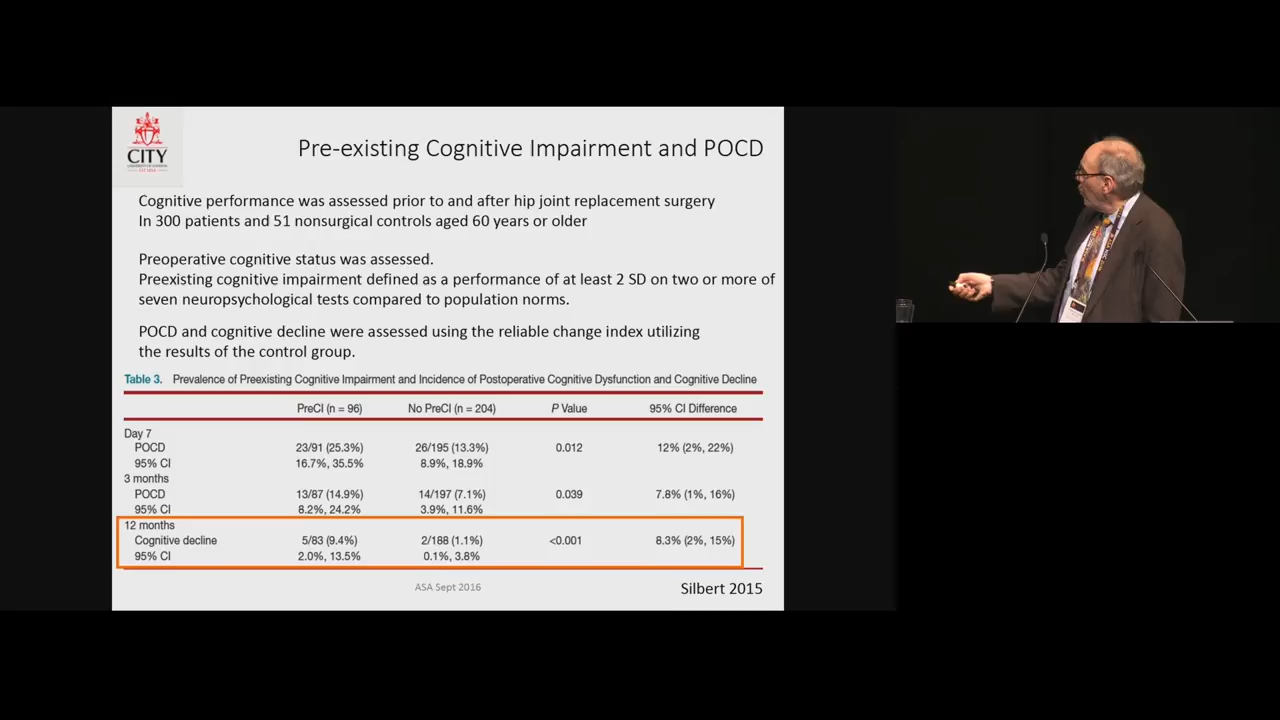 CITY
UNIVERSITY OF LONDON
EST 1894
Pre-existing Cognitive Impairment and POCD
Cognitive performance was assessed prior to and after hip joint replacement surgery
In 300 patients and 51 nonsurgical controls aged 60 years or older
Preoperative cognitive status was assessed.
Preexisting cognitive impairment defined as a performance of at least 2 SD on two or more of
seven neuropsychological tests compared to population norms.
POCD and cognitive decline were assessed using the reliable change index utilizing
the results of the control group.
Table 3. Prevalence of Preexisting Cognitive Impairment and Incidence of Postoperative Cognitive Dysfunction and Cognitive Decline
PreCI (n = 96) No PreCI (n = 204) P Value 95% CI Difference
Day 7
POCD 23/91 (25.3%) 26/195 (13.3%) 0.012 12% (2%, 22%)
95% CI 16.7%, 35.5% 8.9%, 18.9%
3 months
POCD 13/87 (14.9%) 14/197 (7.1%) 0.039 7.8% (1%, 16%)
95% CI 8.2%, 24.2% 3.9%, 11.6%
12 months
Cognitive decline 5/83 (9.4%) 2/188 (1.1%) <0.001 8.3% (2%, 15%)
95% CI 2.0%, 13.5% 0.1%, 3.8%
ASA Sept 2016
Silbert 2015